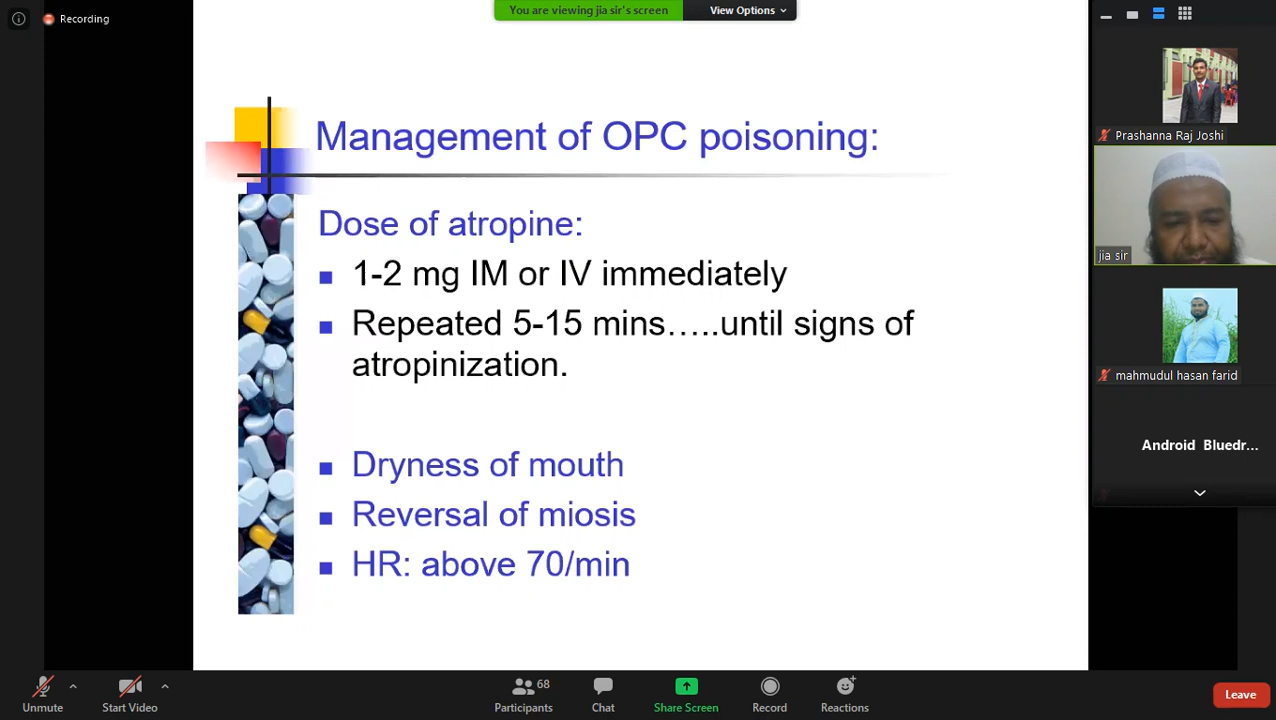 Recording
You are viewing jia sir's screen
View Options
Management of OPC poisoning:
Dose of atropine:
1-2 mg IM or IV immediately
Repeated 5-15 mins…..until signs of
atropinization.
Dryness of mouth
Reversal of miosis
HR: above 70/min
Prashanna Raj Joshi
jia sir
mahmudul hasan farid
Android Bluedr...
Unmute
Start Video
68
Participants
Chat
Share Screen
Record
Reactions
Leave